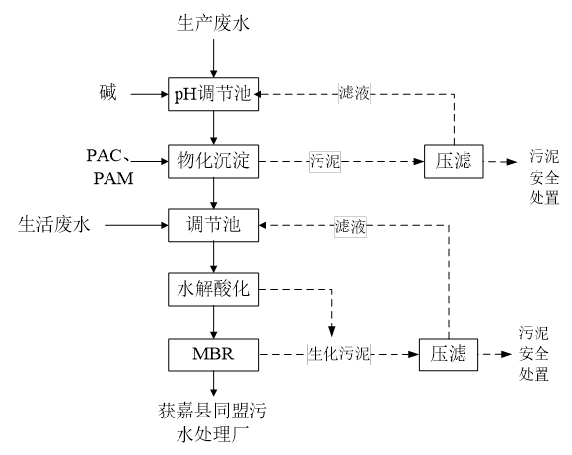 生产废水
碱
pH调节池
滤液
PAC、
PAM
物化沉淀
污泥
压滤
污泥
安全
处置
生活废水
调节池
滤液
水解酸化
MBR
生化污泥
压滤
污泥
安全
处置
获嘉县同盟污
水处理厂